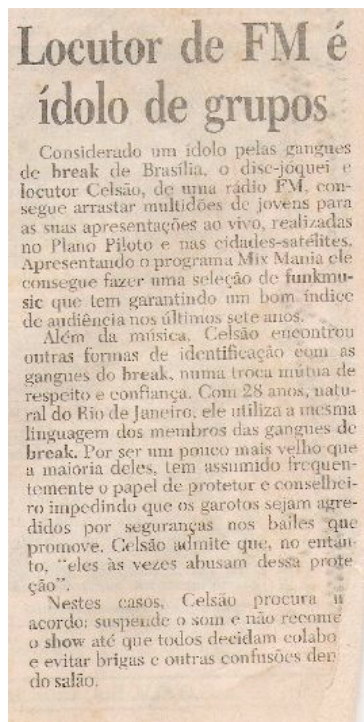 Locutor de FM é
ídolo de grupos
Considerado um ídolo pelas gangues
de break de Brasília, o disc-jóquei e
locutor Celsão, de uma rádio FM, con-
segue arrastar multidões de jovens para
as suas apresentações ao vivo, realizadas
no Plano Piloto e nas cidades-satélites.
Apresentando o programa Mix Mania ele
consegue fazer uma seleção de funkmu-
sic que tem garantindo um bom índice
de audiência nos últimos sete anos.
Além da música, Celsão encontrou
outras formas de identificação com as
gangues do break, numa troca mútua de
respeito e confiança. Com 28 anos, natu-
ral do Rio de Janeiro, ele utiliza a mesma
linguagem dos membros das gangues de
break. Por ser um pouco mais velho que
a maioria deles, tem assumido frequen-
temente o papel de protetor e conselhei-
ro impedindo que os garotos sejam agre-
didos por seguranças nos bailes que
promove. Celsão admite que, no entan-
to, "eles às vezes abusam dessa prote
ção".
Nestes casos, Celsão procura u
acordo: suspende o som e não recome
o show até que todos decidam colabo
e evitar brigas e outras confusões den
do salão.